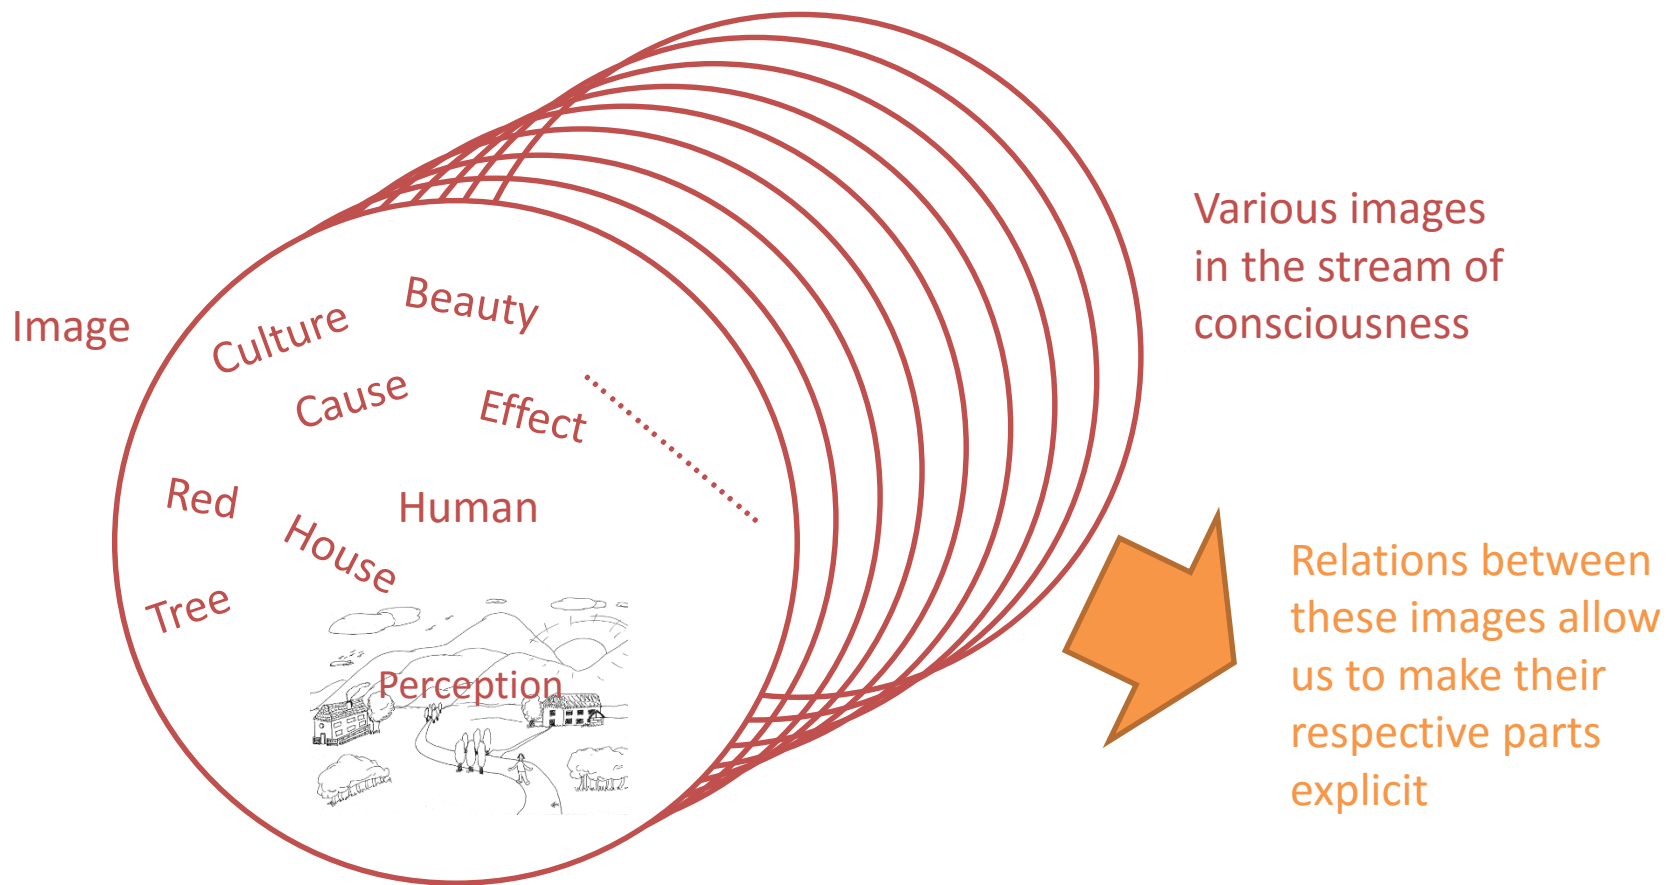 Image
Culture
Beauty
Cause
Effect
Red
House
Human
Tree
Perception
Various images
in the stream of
consciousness
Relations between
these images allow
us to make their
respective parts
explicit